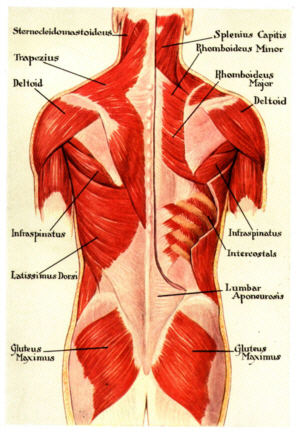 Sternocleidomastoideus
Trapezius
Deltoid
Infraspinatus
Latissimus Dorsi
Gluteus
Maximus
Splenius Capitis
Rhomboideus Minor
Rhomboideus
Major
Deltoid
Infraspinatus
Intercostals
Lumbar
Aponeurosis
Gluteus
Maximus